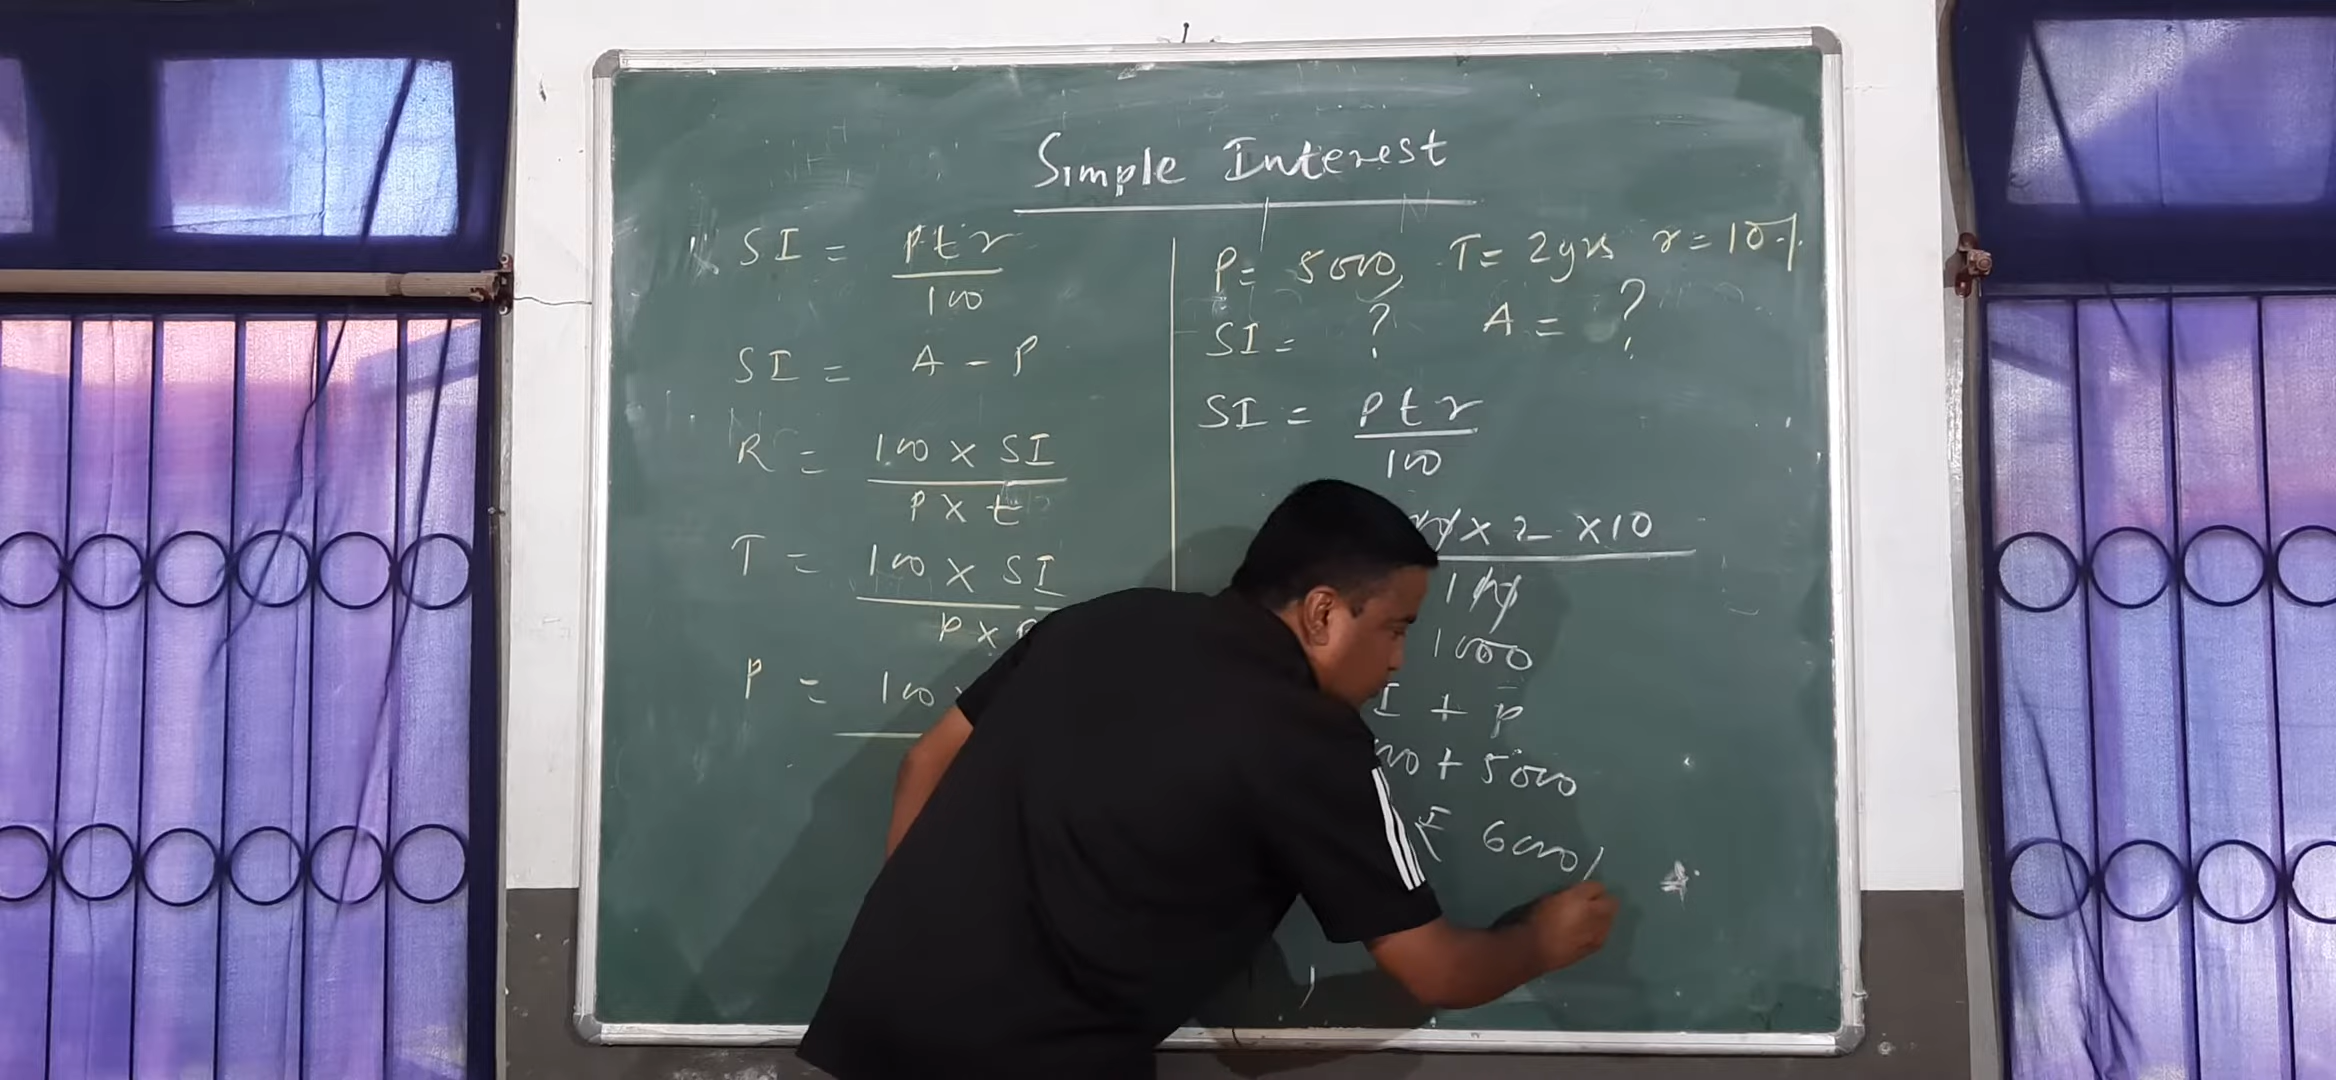 Simple Interest
SI = ptr
100
SI = A - P
R = 100 x SI
P x t
T = 100 x SI
P x
P = 100
P = 5000, T = 2yrs r = 10%
SI = ? A = ?
SI = ptr
100
x 2 x 10
100
1000
I + P
+ 5000
₹ 6000/